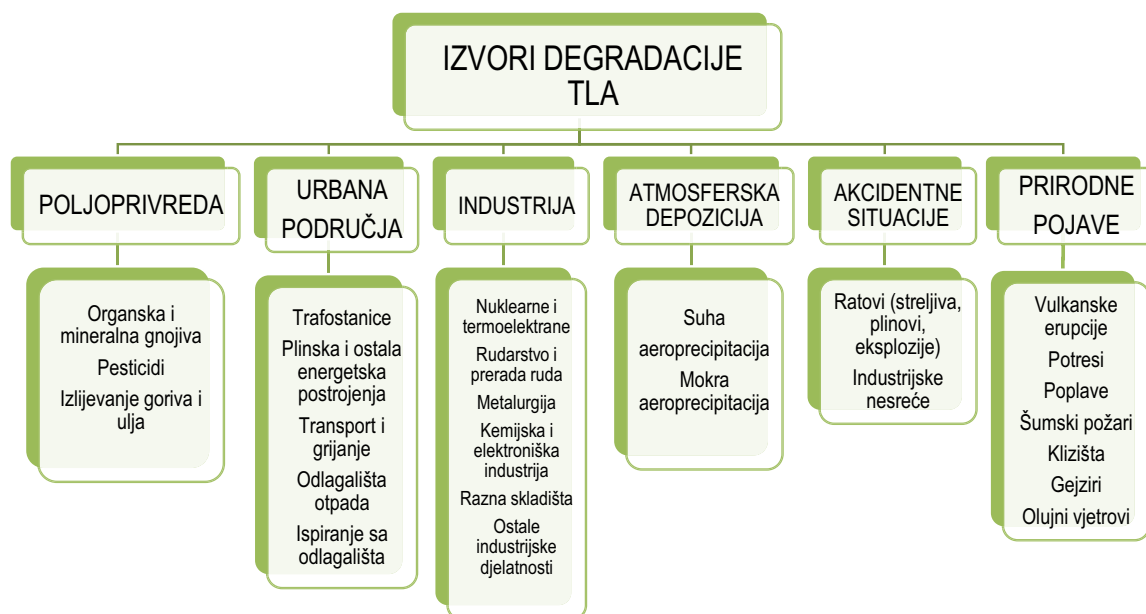 IZVORI DEGRADACIJE
TLA
POLJOPRIVREDA
URBANA
PODRUČJA
INDUSTRIJA
ATMOSFERSKA
DEPOZICIJA
AKCIDENTNE
SITUACIJE
PRIRODNE
POJAVE
Organska i
mineralna gnojiva
Pesticidi
Izlijevanje goriva i
ulja
Trafostanice
Plinska i ostala
energetska
postrojenja
Transport i
grijanje
Odlagališta
otpada
Ispiranje sa
odlagališta
Nuklearne i
termoelektrane
Rudarstvo i
prerada ruda
Metalurgija
Kemijska i
elektroniška
industrija
Razna skladišta
Ostale
industrijske
djelatnosti
Suha
aeroprecipitacija
Mokra
aeroprecipitacija
Ratovi (streljiva,
plinovi,
eksplozije)
Industrijske
nesreće
Vulkanske
erupcije
Potresi
Poplave
Šumski požari
Klizišta
Gejziri
Olujni vjetrovi